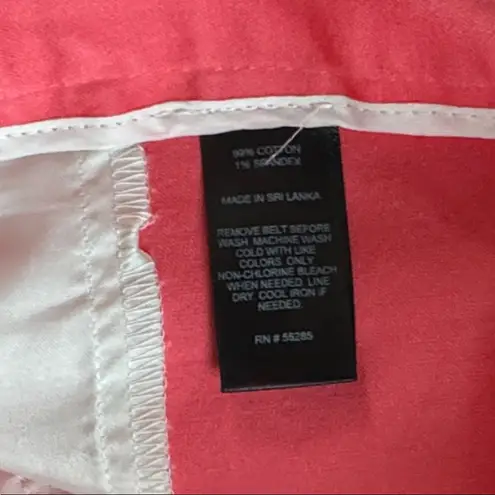 99% COTTON
1% SPANDEX
MADE IN SRI LANKA
REMOVE BELT BEFORE
WASH. MACHINE WASH
COLD WITH LIKE
COLORS. ONLY
NON-CHLORINE BLEACH
WHEN NEEDED. LINE
DRY. COOL IRON IF
NEEDED.
RN # 55285